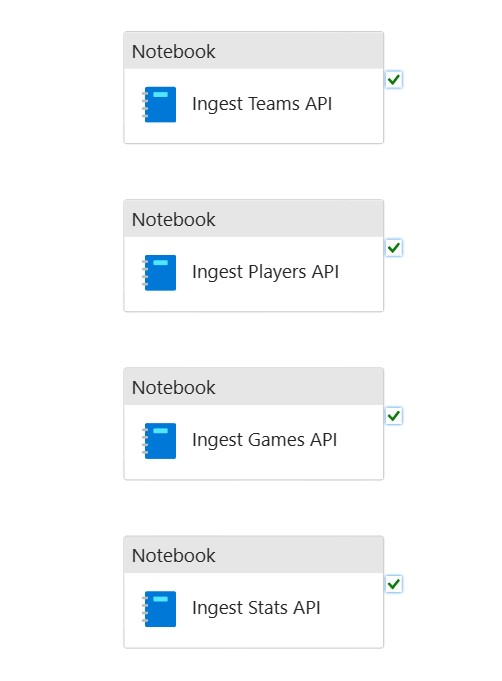 Notebook
Ingest Teams API
Notebook
Ingest Players API
Notebook
Ingest Games API
Notebook
Ingest Stats API